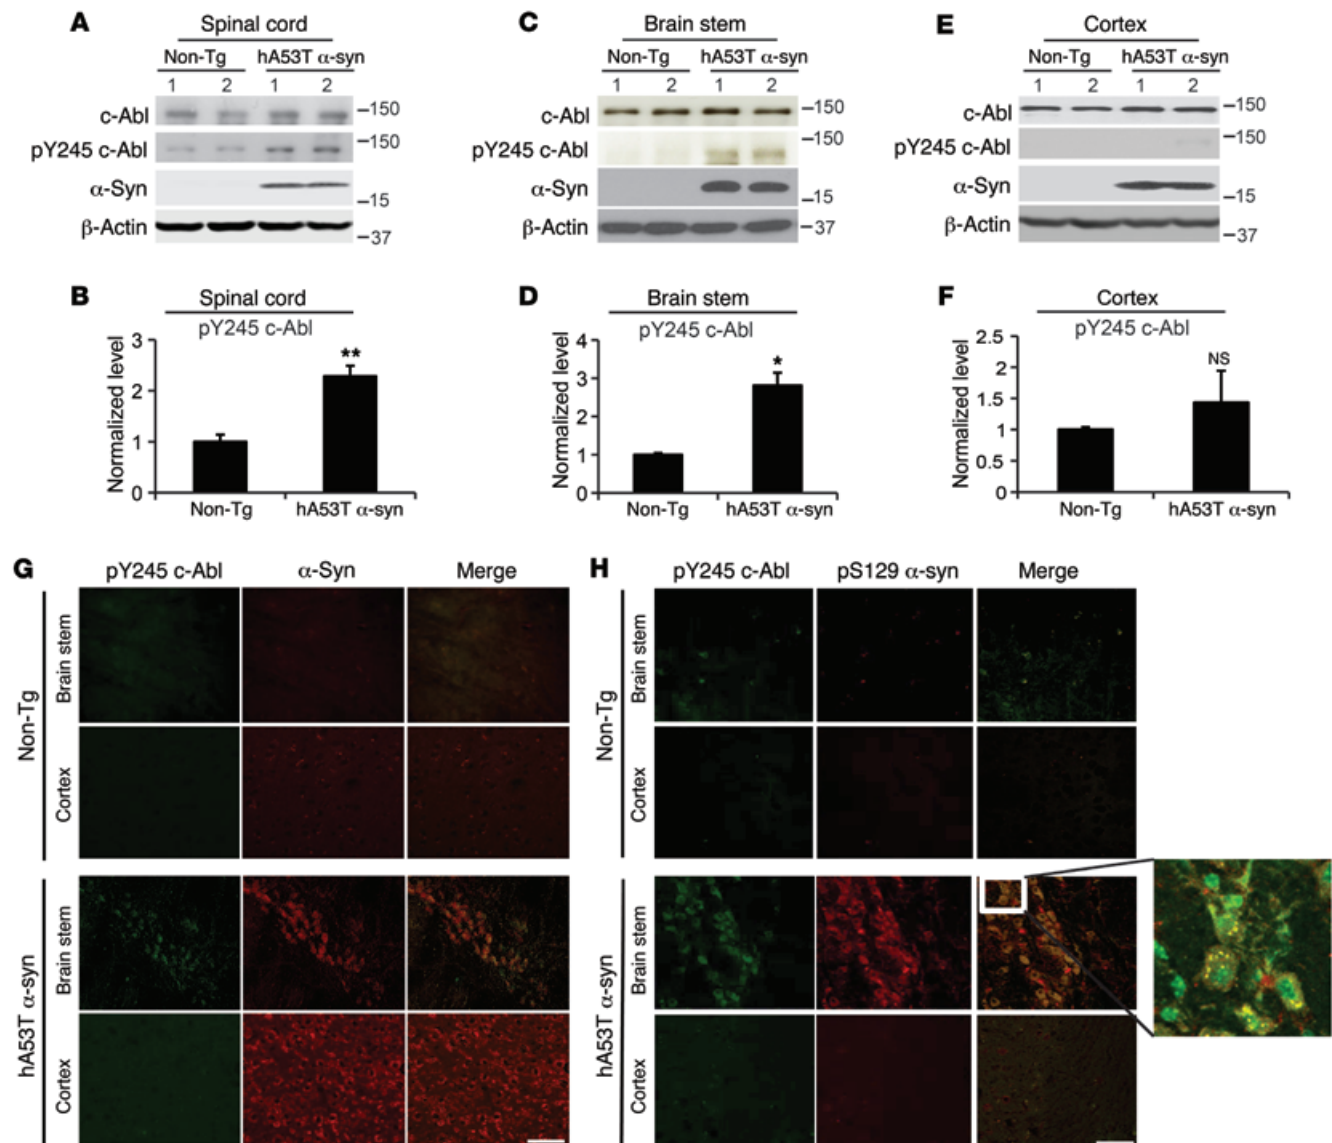 A
Spinal cord
Non-Tg hA53T α-syn
1 2 1 2
c-Abl –150
pY245 c-Abl –150
α-Syn –15
β-Actin –37
C
Brain stem
Non-Tg hA53T α-syn
1 2 1 2
c-Abl –150
pY245 c-Abl –150
α-Syn –15
β-Actin –37
E
Cortex
Non-Tg hA53T α-syn
1 2 1 2
c-Abl –150
pY245 c-Abl –150
α-Syn –15
β-Actin –37
B
Spinal cord
pY245 c-Abl
Normalized level
3
2
1
0
**
Non-Tg hA53T α-syn
D
Brain stem
pY245 c-Abl
Normalized level
4
3
2
1
0
*
Non-Tg hA53T α-syn
F
Cortex
pY245 c-Abl
Normalized level
2.5
2
1.5
1
0.5
0
NS
Non-Tg hA53T α-syn
G
pY245 c-Abl α-Syn Merge
Non-Tg
Brain stem
Cortex
hA53T α-syn
Brain stem
Cortex
H
pY245 c-Abl pS129 α-syn Merge
Non-Tg
Brain stem
Cortex
hA53T α-syn
Brain stem
Cortex